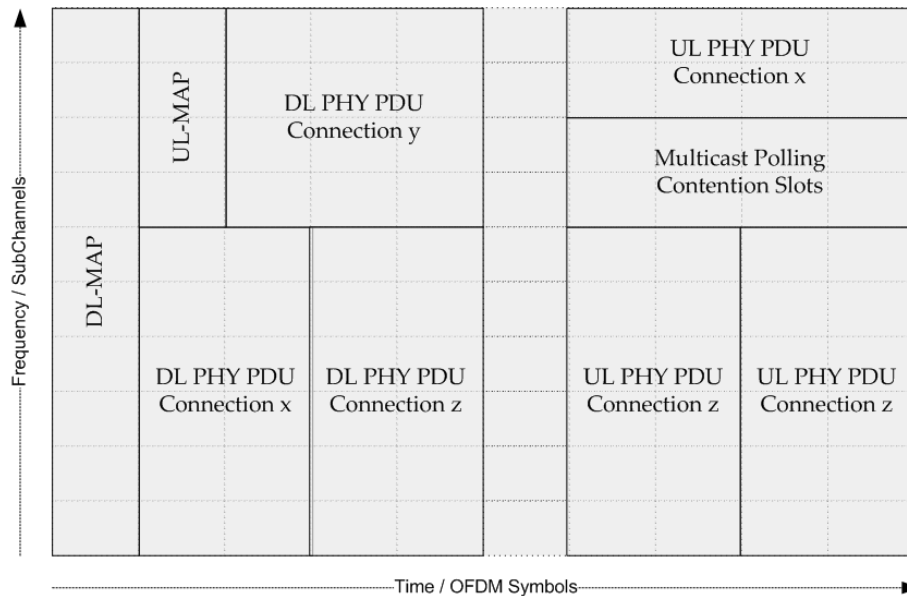 Frequency / SubChannels
DL-MAP
UL-MAP
DL PHY PDU
Connection y
DL PHY PDU
Connection x
DL PHY PDU
Connection z
UL PHY PDU
Connection x
Multicast Polling
Contention Slots
UL PHY PDU
Connection z
UL PHY PDU
Connection z
Time / OFDM Symbols